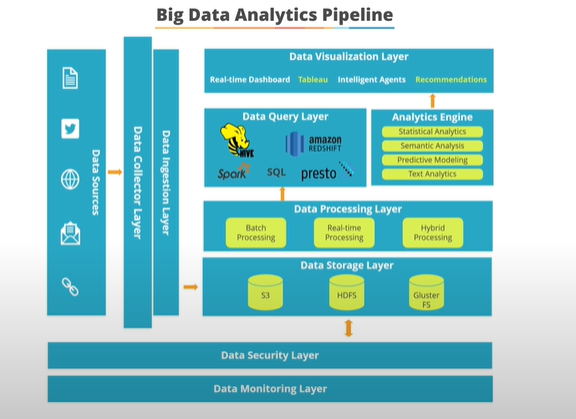 Big Data Analytics Pipeline
Data Sources
Data Collector Layer
Data Ingestion Layer
Data Visualization Layer
Real-time Dashboard Tableau Intelligent Agents Recommendations
Data Query Layer
HIVE
amazon
REDSHIFT
Spark
SQL
presto
Analytics Engine
Statistical Analytics
Semantic Analysis
Predictive Modeling
Text Analytics
Data Processing Layer
Batch
Processing
Real-time
Processing
Hybrid
Processing
Data Storage Layer
S3
HDFS
Gluster
FS
Data Security Layer
Data Monitoring Layer